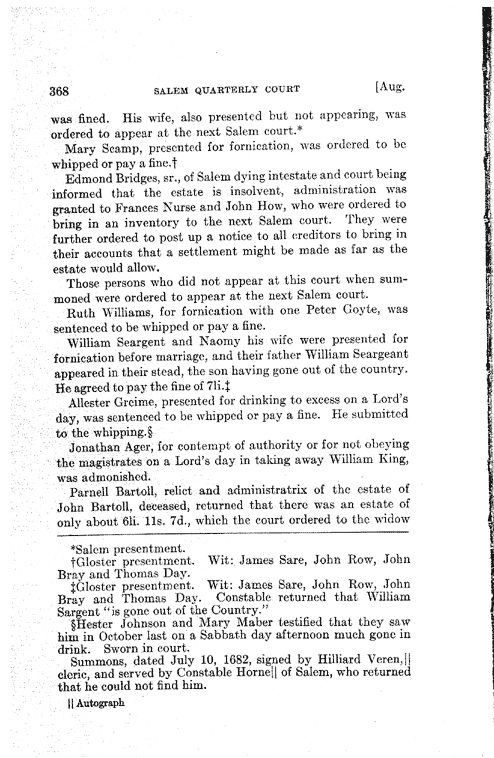 368 SALEM QUARTERLY COURT [Aug.
was fined. His wife, also presented but not appearing, was
ordered to appear at the next Salem court.*
Mary Scamp, presented for fornication, was ordered to be
whipped or pay a fine.†
Edmond Bridges, sr., of Salem dying intestate and court being
informed that the estate is insolvent, administration was
granted to Frances Nurse and John How, who were ordered to
bring in an inventory to the next Salem court. They were
further ordered to post up a notice to all creditors to bring in
their accounts that a settlement might be made as far as the
estate would allow.
Those persons who did not appear at this court when sum-
moned were ordered to appear at the next Salem court.
Ruth Williams, for fornication with one Peter Goyte, was
sentenced to be whipped or pay a fine.
William Seargent and Naomy his wife were presented for
fornication before marriage, and their father William Seargeant
appeared in their stead, the son having gone out of the country.
He agreed to pay the fine of 7li.‡
Allester Greime, presented for drinking to excess on a Lord's
day, was sentenced to be whipped or pay a fine. He submitted
to the whipping.§
Jonathan Ager, for contempt of authority or for not obeying
the magistrates on a Lord's day in taking away William King,
was admonished.
Parnell Bartoll, relict and administratrix of the estate of
John Bartoll, deceased, returned that there was an estate of
only about 6li. 11s. 7d., which the court ordered to the widow
*Salem presentment.
†Gloster presentment. Wit: James Sare, John Row, John
Bray and Thomas Day.
‡Gloster presentment. Wit: James Sare, John Row, John
Bray and Thomas Day. Constable returned that William
Sargent "is gone out of the Country."
§Hester Johnson and Mary Maber testified that they saw
him in October last on a Sabbath day afternoon much gone in
drink. Sworn in court.
Summons, dated July 10, 1682, signed by Hilliard Veren,||
cleric, and served by Constable Horne|| of Salem, who returned
that he could not find him.
|| Autograph